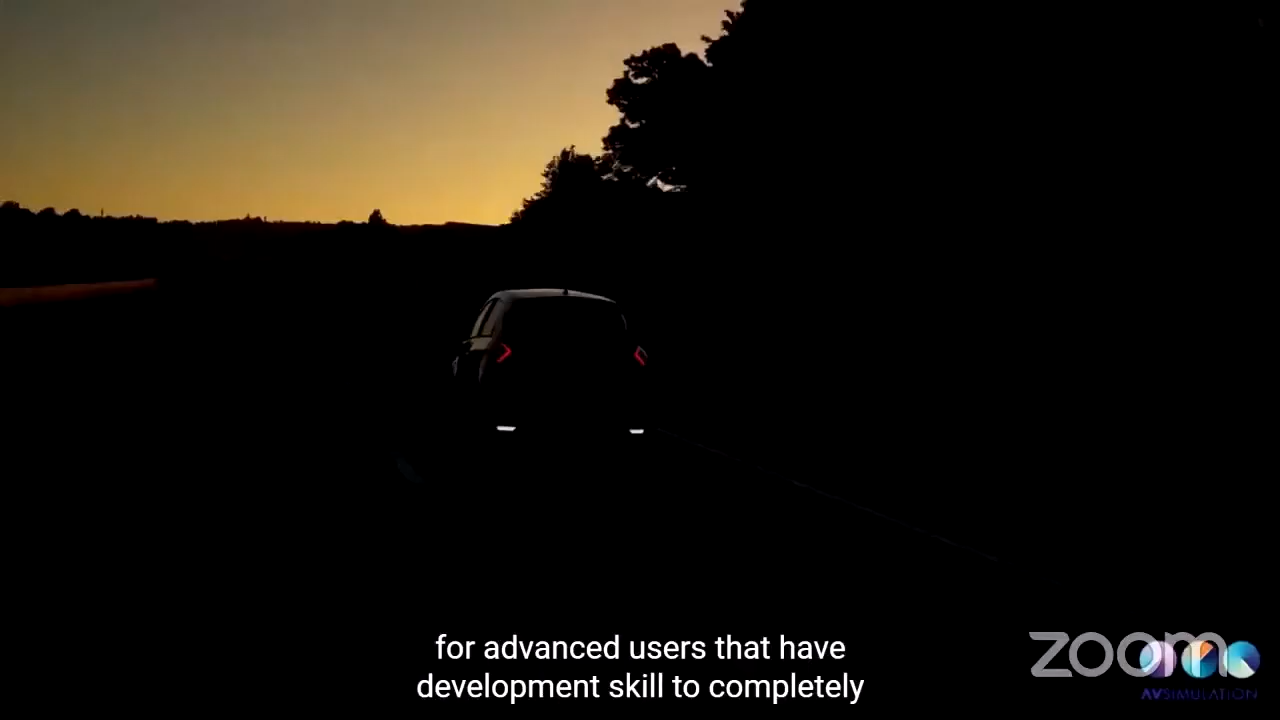 for advanced users that have
development skill to completely
zoom
AVSIMULATION